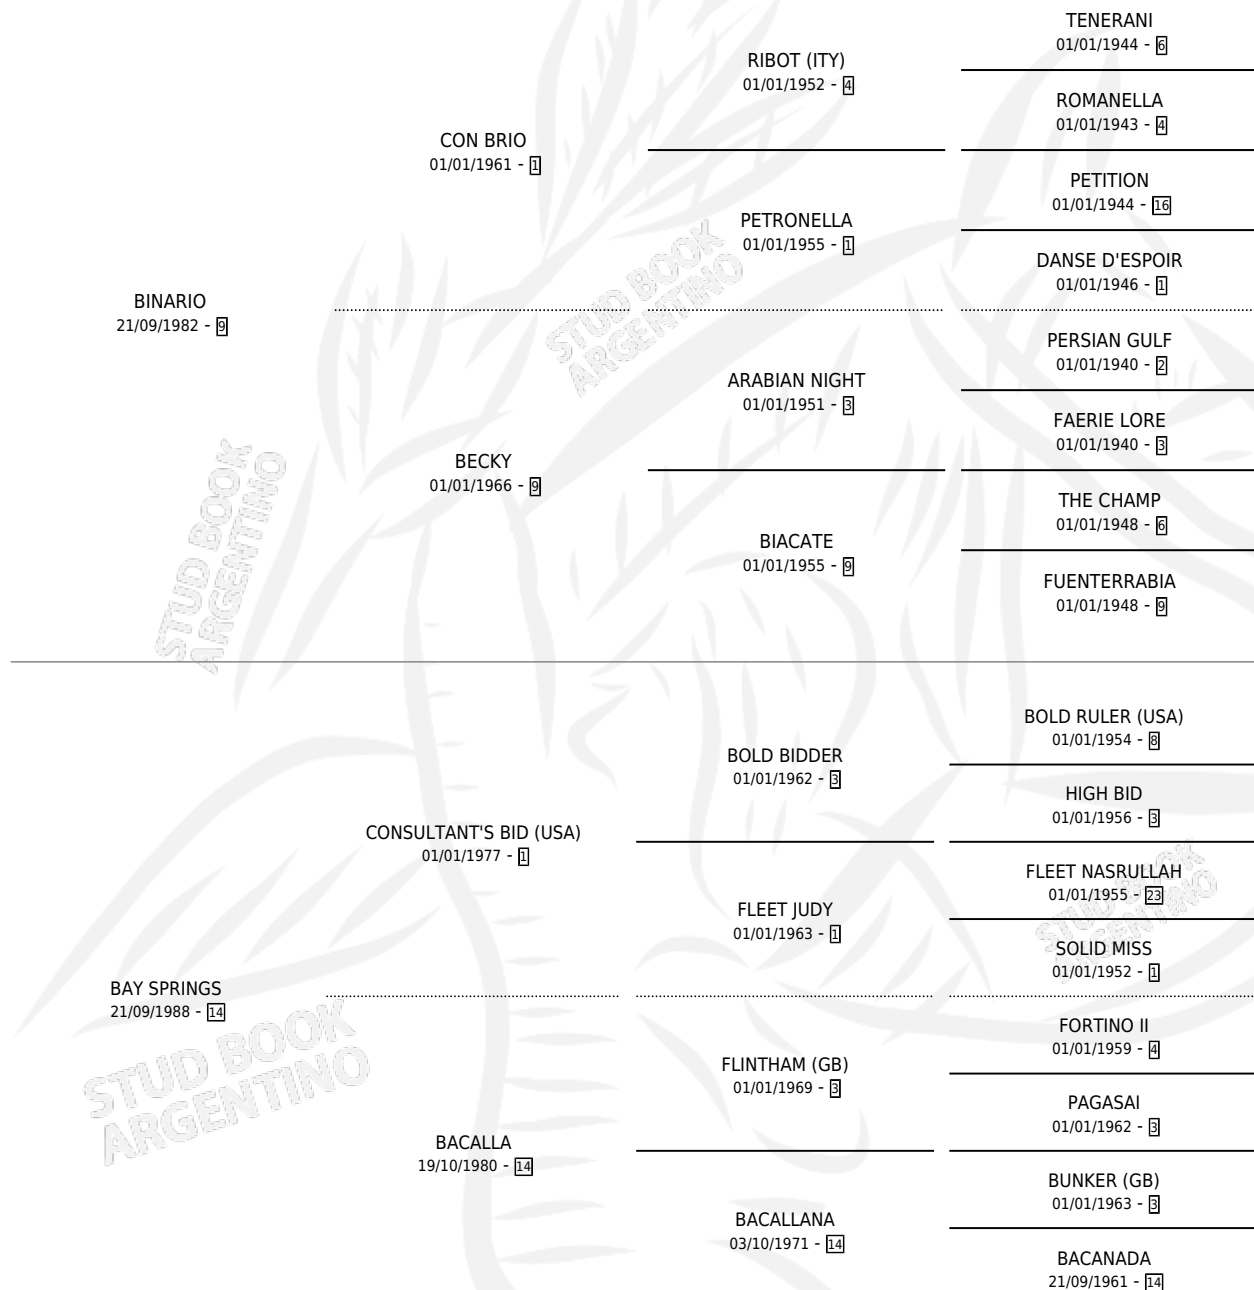 TENERANI
01/01/1944 - 6
RIBOT (ITY)
01/01/1952 - 4
ROMANELLA
01/01/1943 - 4
CON BRIO
01/01/1961 - 1
PETITION
01/01/1944 - 16
PETRONELLA
01/01/1955 - 1
DANSE D'ESPOIR
01/01/1946 - 1
BINARIO
21/09/1982 - 9
STUD BOOK
ARGENTINO
PERSIAN GULF
01/01/1940 - 2
ARABIAN NIGHT
01/01/1951 - 3
FAERIE LORE
01/01/1940 - 3
BECKY
01/01/1966 - 9
THE CHAMP
01/01/1948 - 6
BIACATE
01/01/1955 - 9
FUENTERRABIA
01/01/1948 - 9
STUD BOOK
ARGENTINO
BOLD RULER (USA)
01/01/1954 - 8
BOLD BIDDER
01/01/1962 - 3
HIGH BID
01/01/1956 - 3
CONSULTANT'S BID (USA)
01/01/1977 - 1
FLEET NASRULLAH
01/01/1955 - 23
STUD BOOK
ARGENTINO
FLEET JUDY
01/01/1963 - 1
SOLID MISS
01/01/1952 - 1
BAY SPRINGS
21/09/1988 - 14
STUD BOOK
ARGENTINO
FORTINO II
01/01/1959 - 4
FLINTHAM (GB)
01/01/1969 - 3
PAGASAI
01/01/1962 - 3
BACALLA
19/10/1980 - 14
BUNKER (GB)
01/01/1963 - 3
BACALLANA
03/10/1971 - 14
BACANADA
21/09/1961 - 14